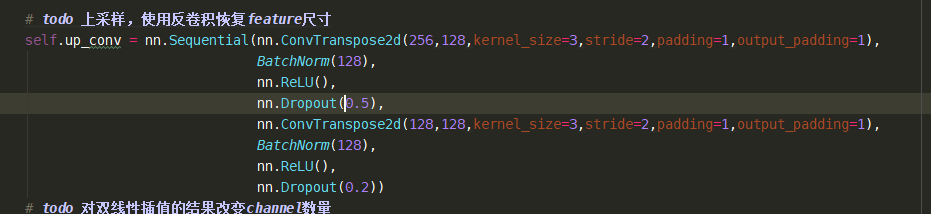 # todo 上采样，使用反卷积恢复feature尺寸
self.up_conv = nn.Sequential(nn.ConvTranspose2d(256,128,kernel_size=3,stride=2,padding=1,output_padding=1),
BatchNorm(128),
nn.ReLU(),
nn.Dropout(0.5),
nn.ConvTranspose2d(128,128,kernel_size=3,stride=2,padding=1,output_padding=1),
BatchNorm(128),
nn.ReLU(),
nn.Dropout(0.2))
# todo 对双线性插值的结果改变channel数量